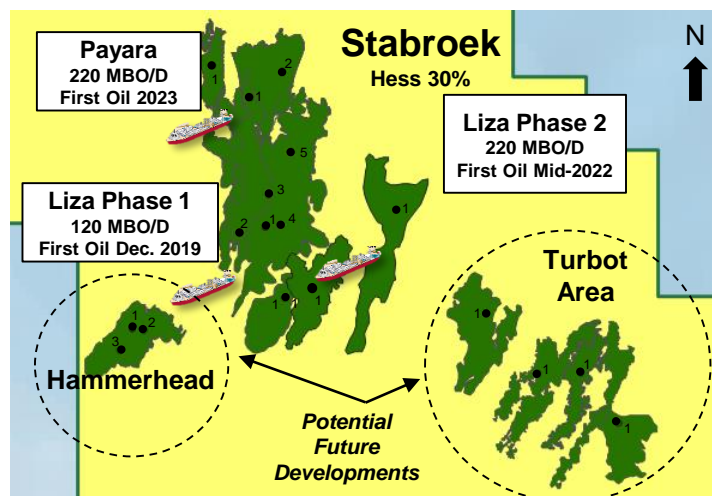 Payara
220 MBO/D
First Oil 2023
Stabroek
Hess 30%
N
Liza Phase 2
220 MBO/D
First Oil Mid-2022
Liza Phase 1
120 MBO/D
First Oil Dec. 2019
Turbot
Area
Hammerhead
Potential
Future
Developments
1
2
1
5
3
1
4
2
1
1
1
1
2
3
1
1
1
1